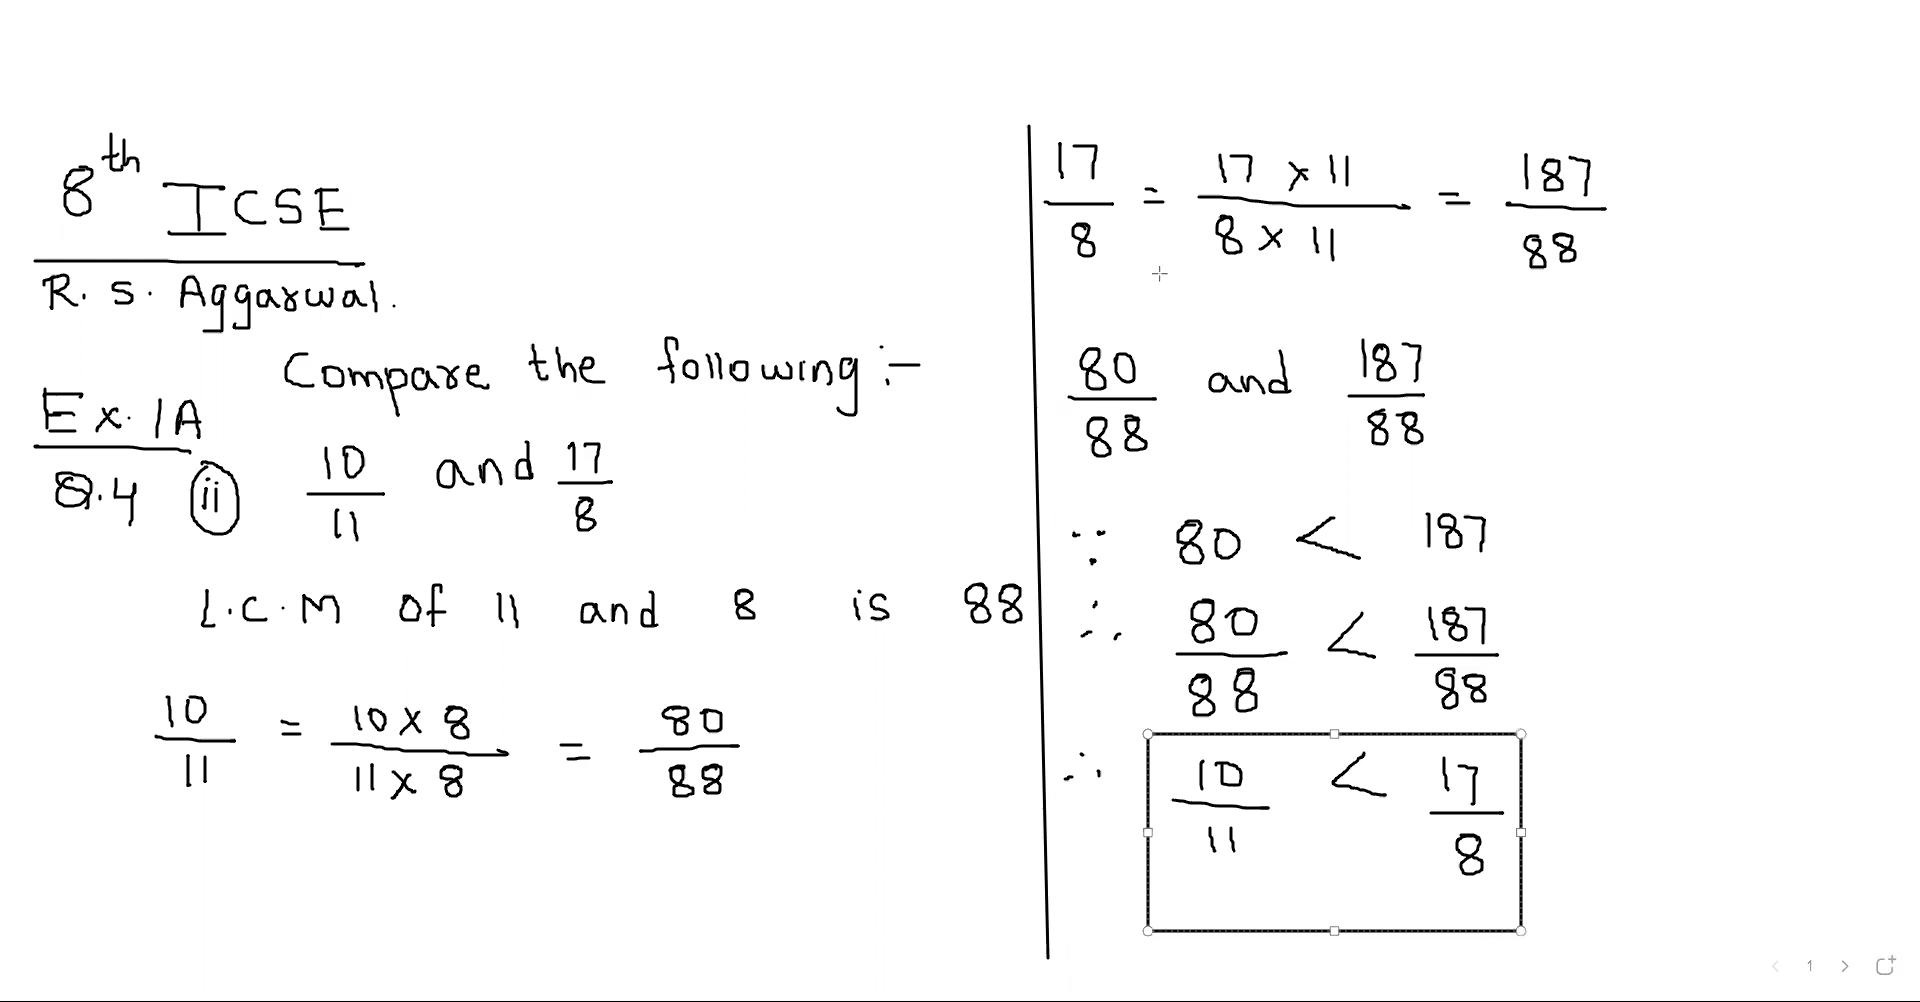 8th ICSE
R. S. Aggarwal.
Compare the following :-
Ex. 1A
Q.4 (ii) 10/11 and 17/8
L.C.M of 11 and 8 is 88
10/11 = 10 x 8/11 x 8 = 80/88
17/8 = 17 x 11/8 x 11 = 187/88
80/88 and 187/88
∵ 80 < 187
∴ 80/88 < 187/88
∴ 10/11 < 17/8
1